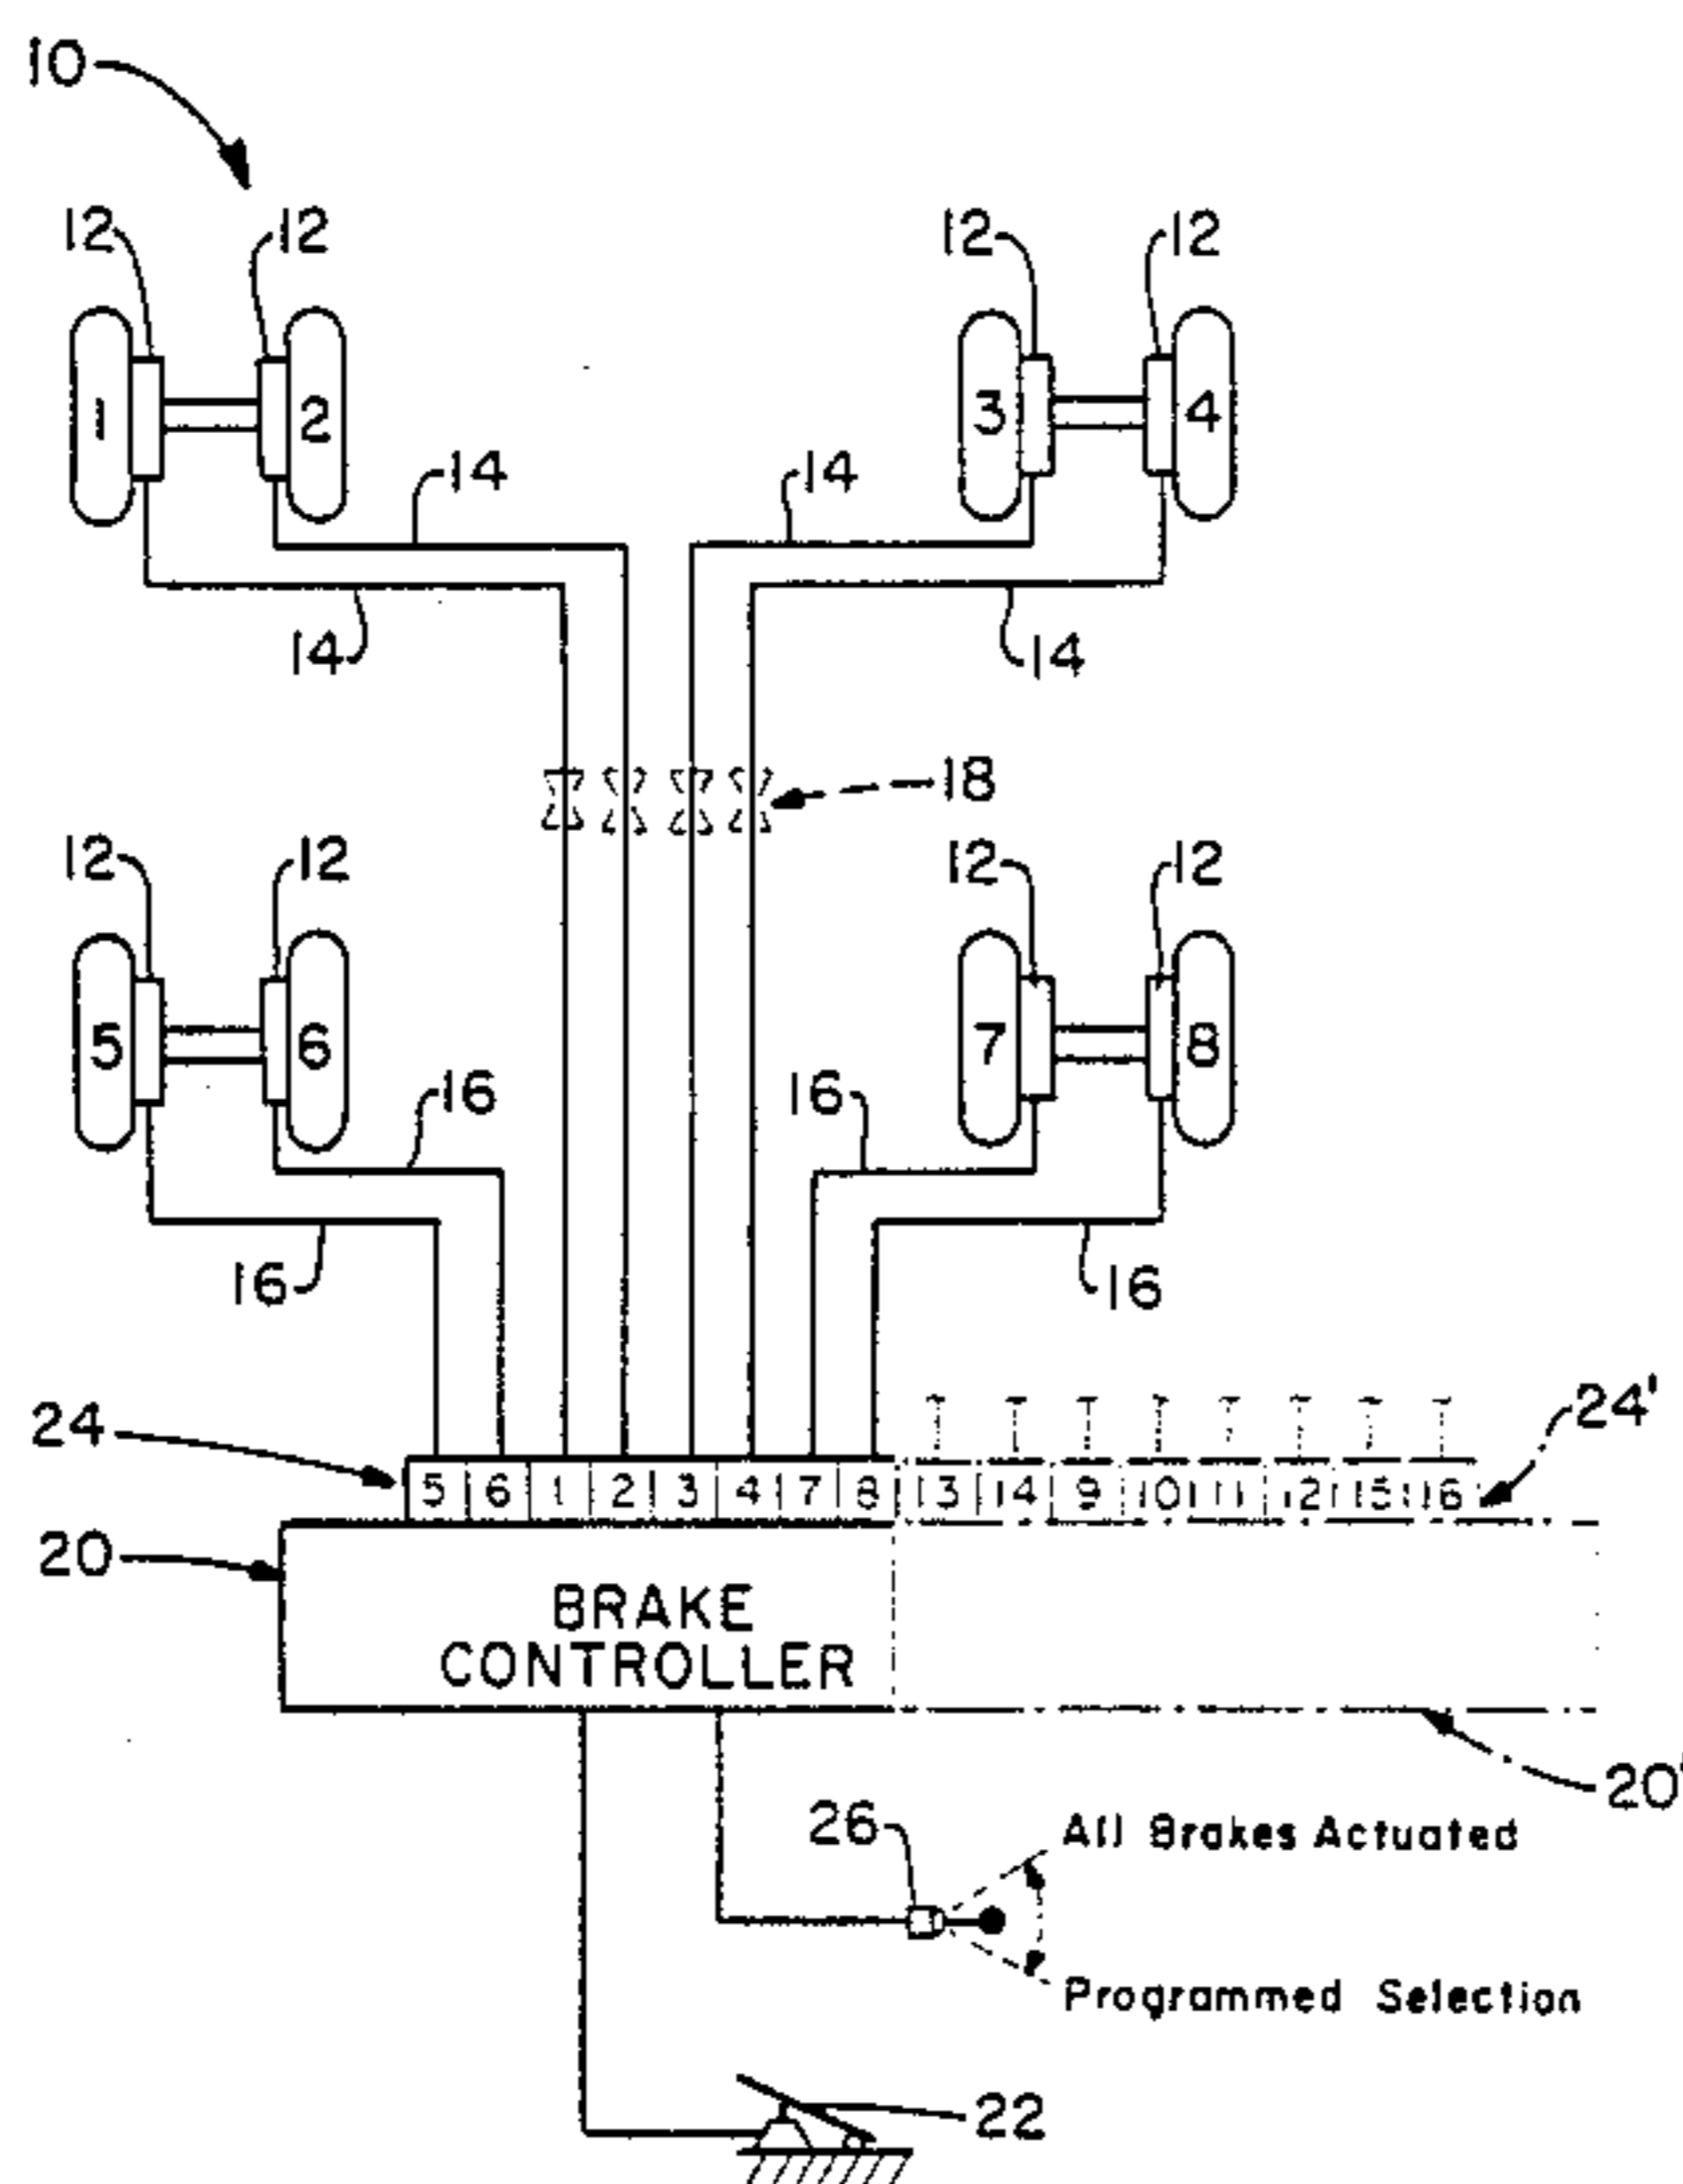 10
12 12 12 12
1 2 3 4
14 14
14 14
18
12 12 12 12
5 6 7 8
16 16
16 16
24 24'
5 6 1 2 3 4 7 8 13 14 9 10 11 12 15 16
20
BRAKE
CONTROLLER
20'
26
All Brakes Actuated
Programmed Selection
22